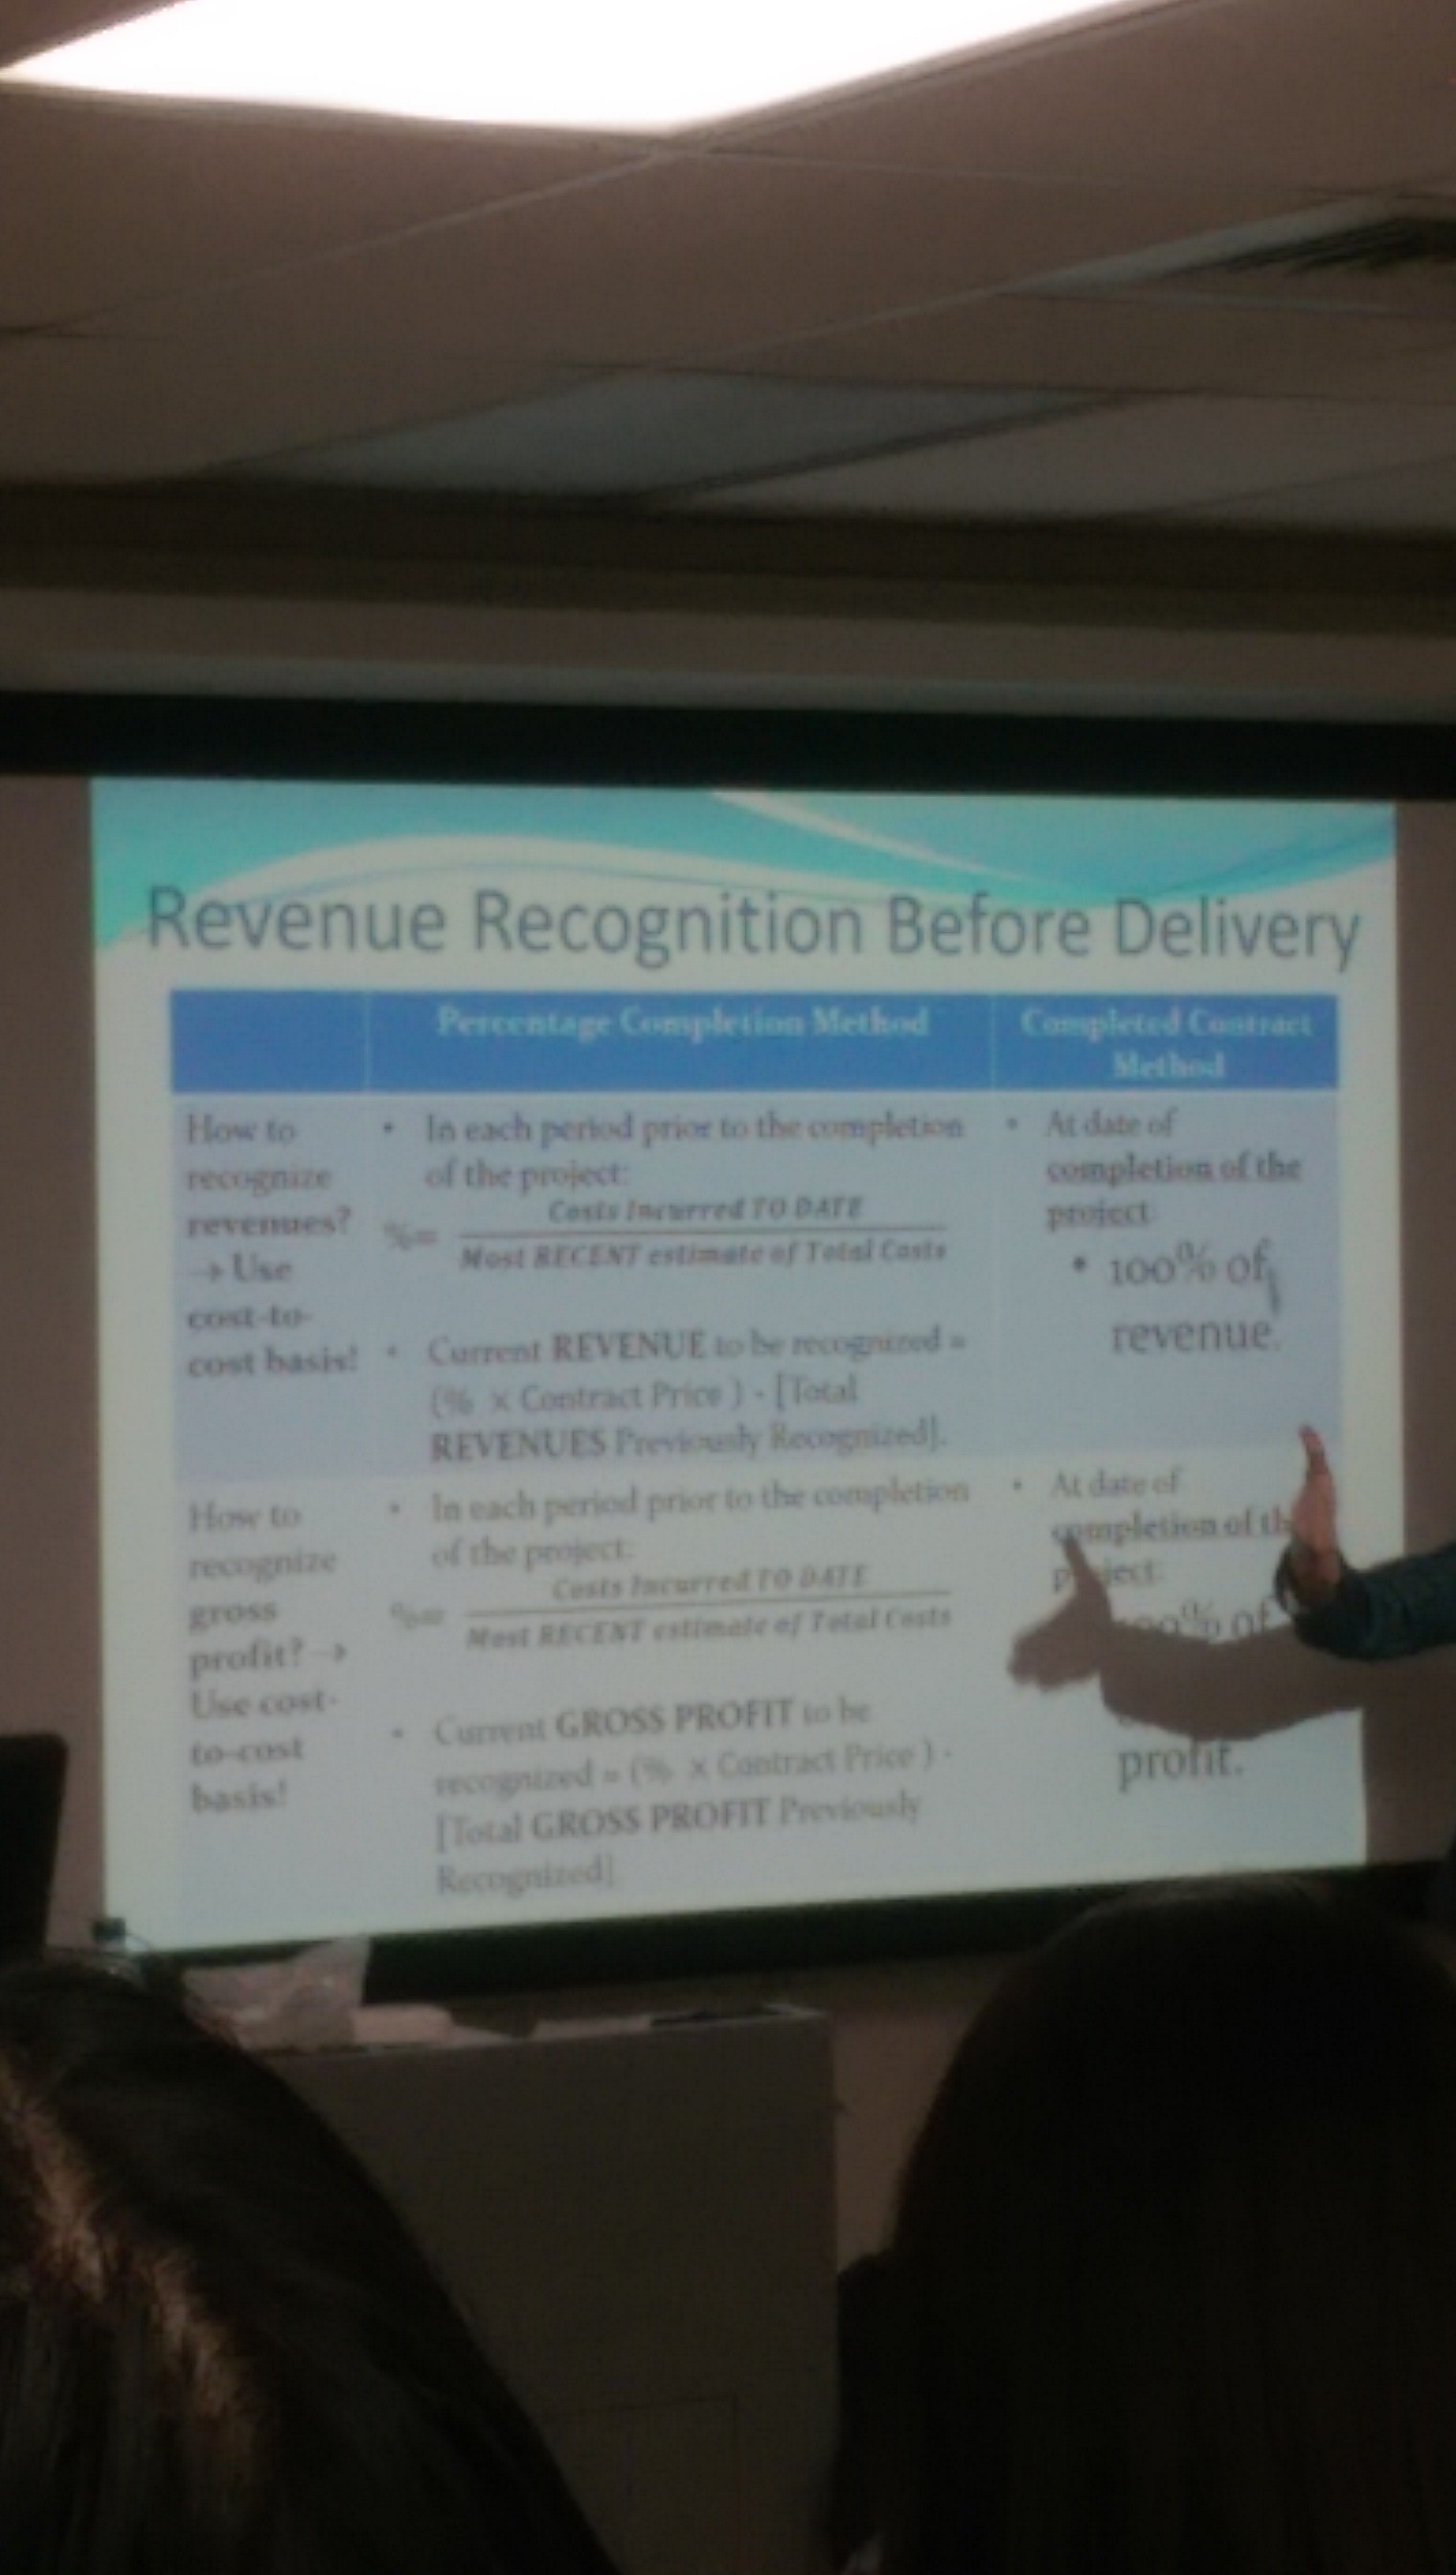 Revenue Recognition Before Delivery
Percentage Completion Method
Completed Contract
Method
How to
recognize
revenues?
→ Use
cost-to-
cost basis!
• In each period prior to the completion
of the project:
%= Costs Incurred TO DATE
Most RECENT estimate of Total Costs
• Current REVENUE to be recognized =
(% x Contract Price ) - [Total
REVENUES Previously Recognized].
• At date of
completion of the
project:
• 100% of
revenue.
How to
recognize
gross
profit? →
Use cost-
to-cost
basis!
• In each period prior to the completion
of the project:
%= Costs Incurred TO DATE
Most RECENT estimate of Total Costs
• Current GROSS PROFIT to be
recognized = (% x Contract Price ) -
[Total GROSS PROFIT Previously
Recognized].
• At date of
completion of
of
profit.